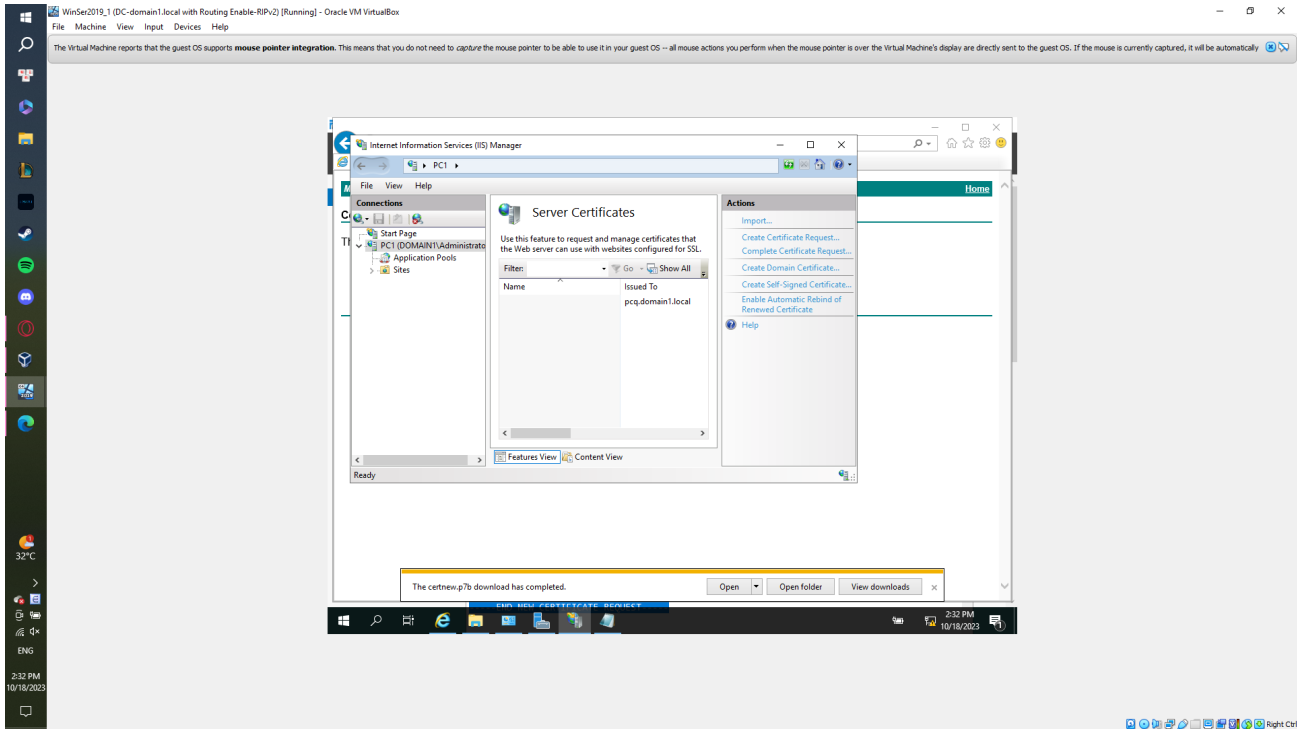 WinSer2019_1 (DC-domain1.local with Routing Enable-RIPv2) [Running] - Oracle VM VirtualBox
File Machine View Input Devices Help
The Virtual Machine reports that the guest OS supports mouse pointer integration. This means that you do not need to capture the mouse pointer to be able to use it in your guest OS -- all mouse actions you perform when the mouse pointer is over the Virtual Machine's display are directly sent to the guest OS. If the mouse is currently captured, it will be automatically
Internet Information Services (IIS) Manager
PC1
File View Help
Home
Connections
Start Page
PC1 (DOMAIN1\Administrato
Application Pools
Sites
Server Certificates
Use this feature to request and manage certificates that
the Web server can use with websites configured for SSL.
Filter: Go Show All
Name Issued To
pcq.domain1.local
Features View Content View
Actions
Import...
Create Certificate Request...
Complete Certificate Request...
Create Domain Certificate...
Create Self-Signed Certificate...
Enable Automatic Rebind of
Renewed Certificate
Help
Ready
The certnew.p7b download has completed.
Open Open folder View downloads
END NEW CERTIFICATE REQUEST
2:32 PM
10/18/2023
32°C
ENG
2:32 PM
10/18/2023
Right Ctrl